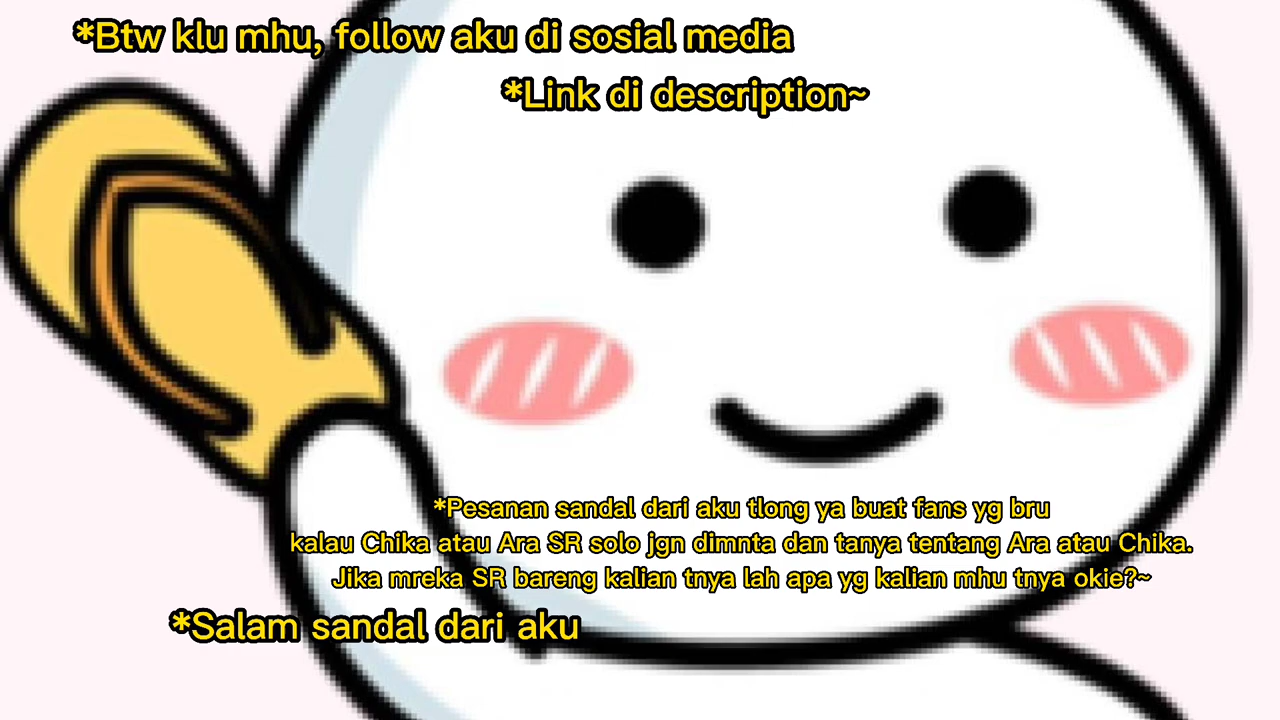 *Btw klu mhu, follow aku di sosial media
*Link di description~
*Pesanan sandal dari aku tlong ya buat fans yg bru
kalau Chika atau Ara SR solo jgn dimnta dan tanya tentang Ara atau Chika.
Jika mreka SR bareng kalian tnya lah apa yg kalian mhu tnya okie?~
*Salam sandal dari aku